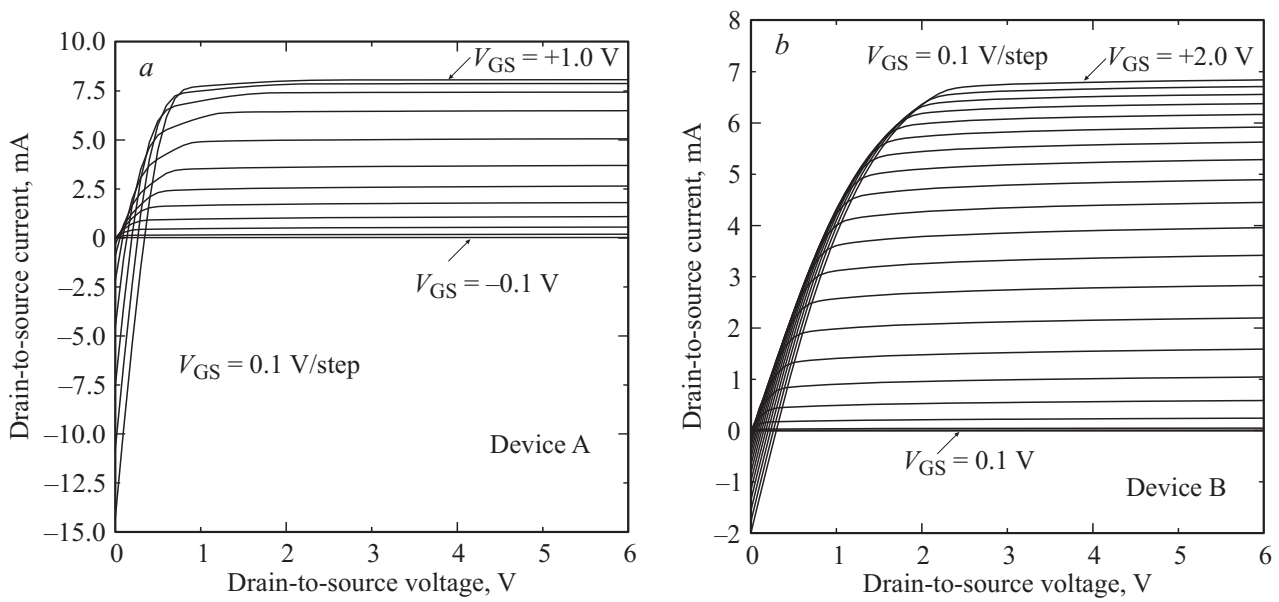 a
V_GS = +1.0 V
10.0
7.5
5.0
2.5
0
–2.5
–5.0
–7.5
–10.0
–12.5
–15.0
Drain-to-source current, mA
V_GS = –0.1 V
V_GS = 0.1 V/step
Device A
0 1 2 3 4 5 6
Drain-to-source voltage, V
b
V_GS = 0.1 V/step
V_GS = +2.0 V
8
7
6
5
4
3
2
1
0
–1
–2
Drain-to-source current, mA
V_GS = 0.1 V
Device B
0 1 2 3 4 5 6
Drain-to-source voltage, V